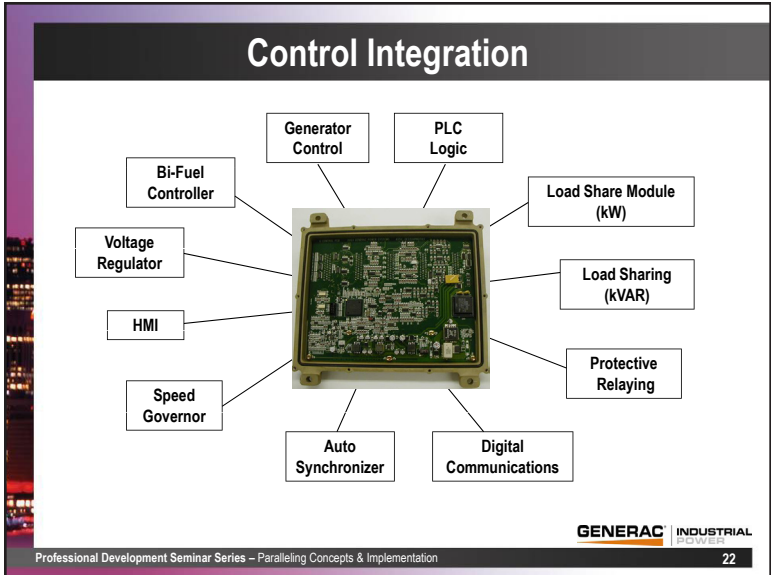 Control Integration
Generator
Control
PLC
Logic
Bi-Fuel
Controller
Load Share Module
(kW)
Voltage
Regulator
Load Sharing
(kVAR)
HMI
Protective
Relaying
Speed
Governor
Auto
Synchronizer
Digital
Communications
GENERAC INDUSTRIAL
POWER
Professional Development Seminar Series – Paralleling Concepts & Implementation 22